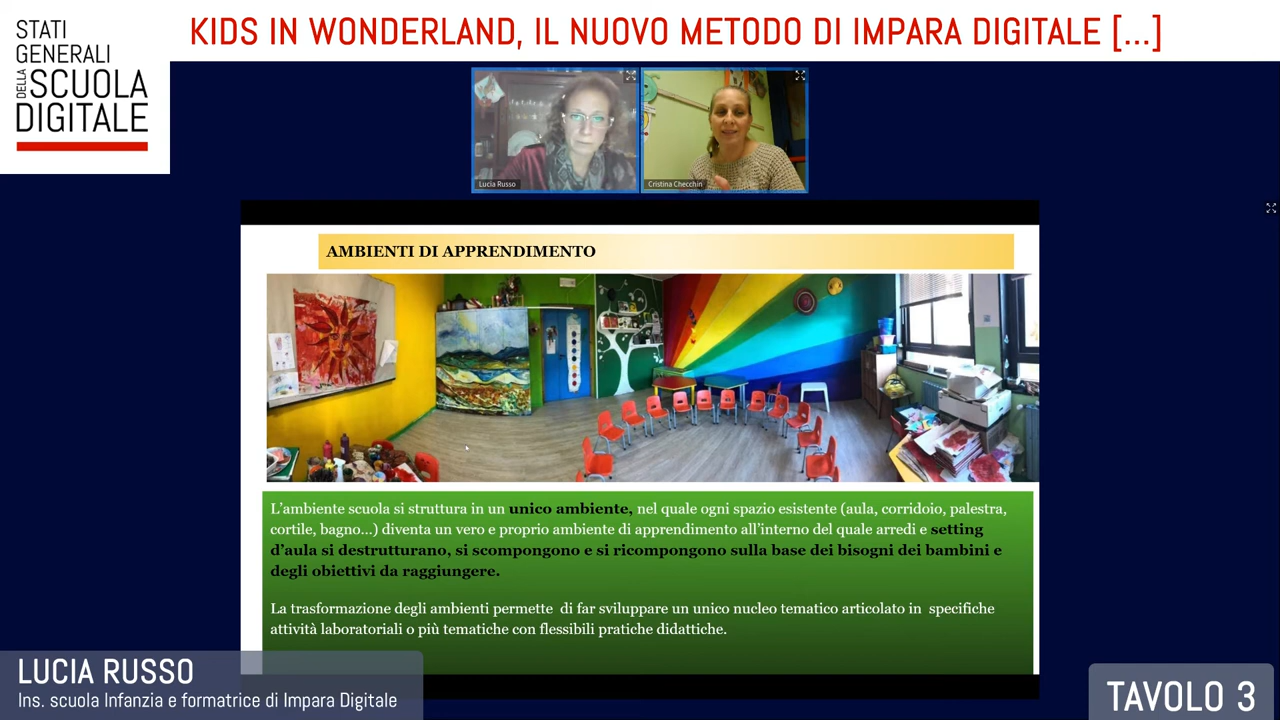 STATI
GENERALI
DELLA SCUOLA
DIGITALE
KIDS IN WONDERLAND, IL NUOVO METODO DI IMPARA DIGITALE [...]
Lucia Russo
Cristina Checchin
AMBIENTI DI APPRENDIMENTO
L'ambiente scuola si struttura in un unico ambiente, nel quale ogni spazio esistente (aula, corridoio, palestra,
cortile, bagno...) diventa un vero e proprio ambiente di apprendimento all'interno del quale arredi e setting
d'aula si destrutturano, si scompongono e si ricompongono sulla base dei bisogni dei bambini e
degli obiettivi da raggiungere.
La trasformazione degli ambienti permette di far sviluppare un unico nucleo tematico articolato in specifiche
attività laboratoriali o più tematiche con flessibili pratiche didattiche.
LUCIA RUSSO
Ins. scuola Infanzia e formatrice di Impara Digitale
TAVOLO 3